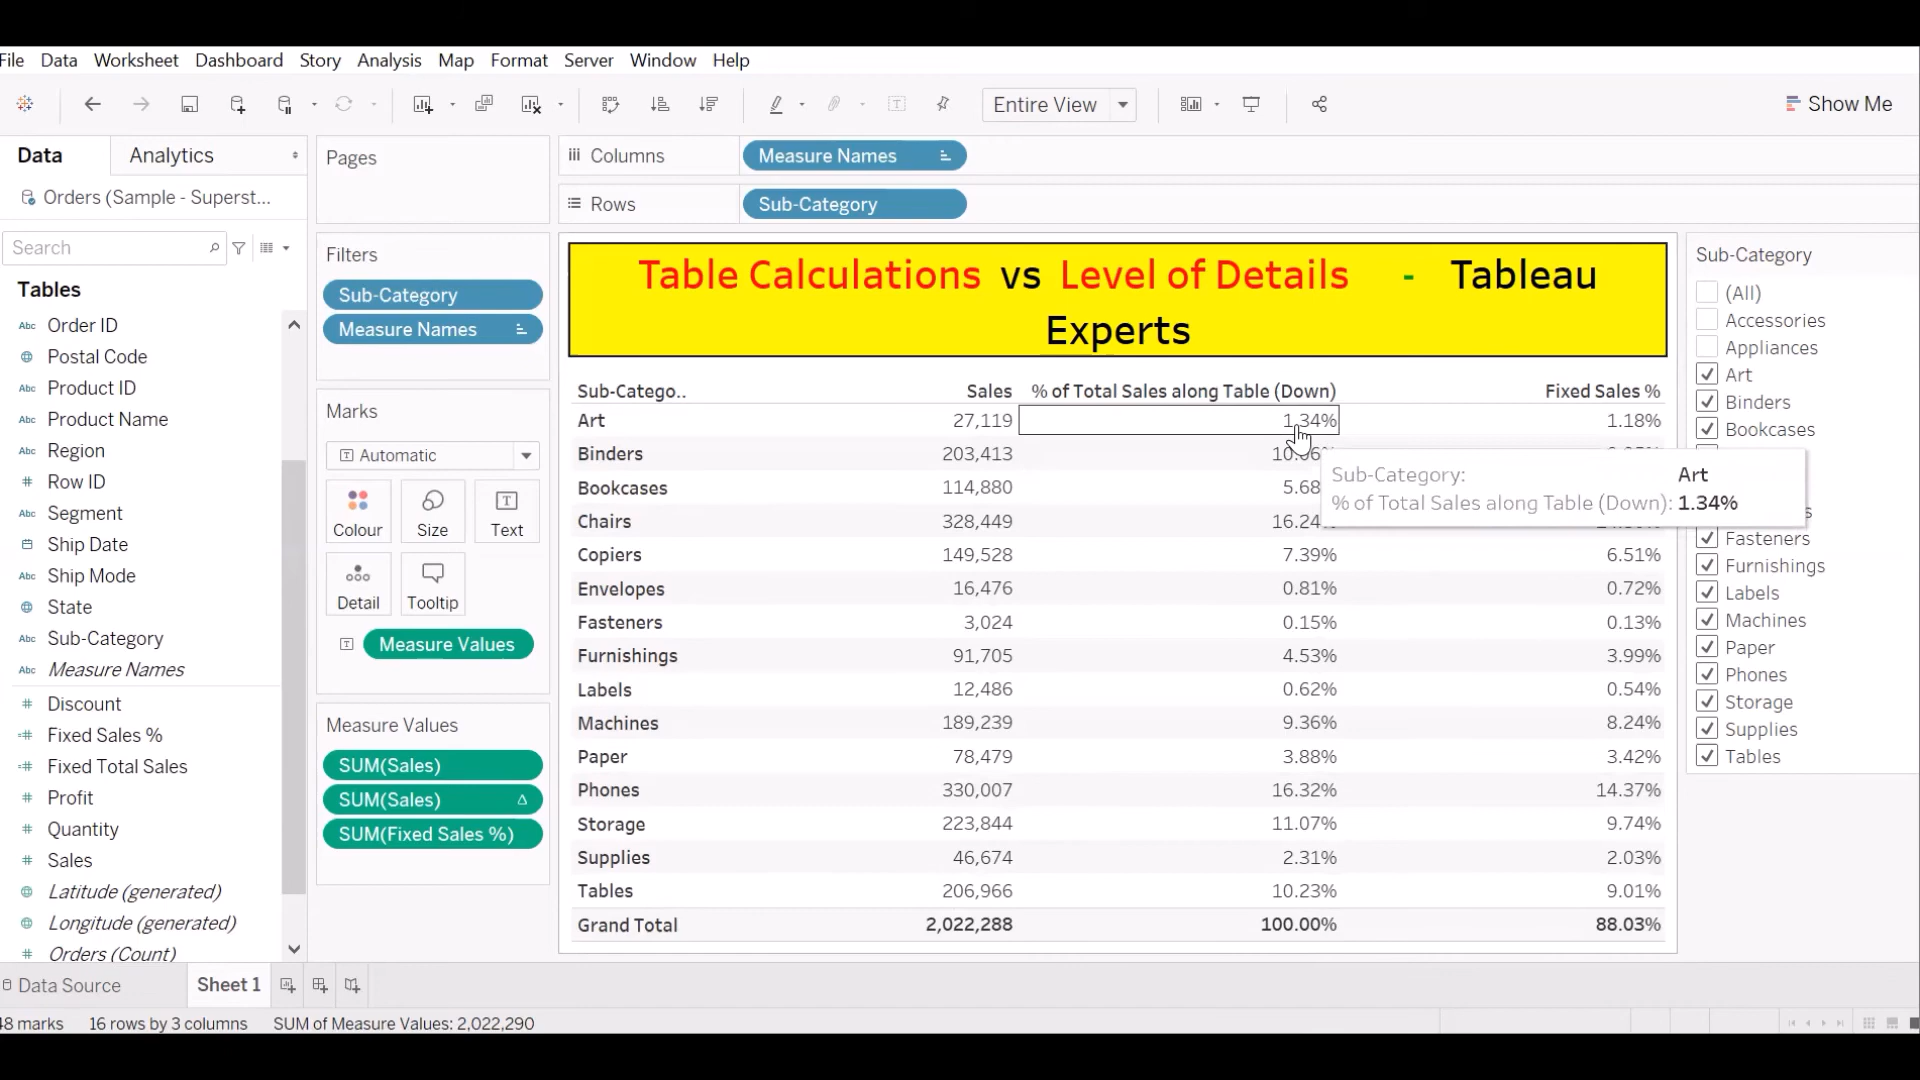 File Data Worksheet Dashboard Story Analysis Map Format Server Window Help
Entire View
Show Me
Data Analytics
Orders (Sample - Superst...
Search
Tables
Order ID
Postal Code
Product ID
Product Name
Region
Row ID
Segment
Ship Date
Ship Mode
State
Sub-Category
Measure Names
Discount
Fixed Sales %
Fixed Total Sales
Profit
Quantity
Sales
Latitude (generated)
Longitude (generated)
Orders (Count)
Pages
Filters
Sub-Category
Measure Names
Marks
Automatic
Colour Size Text
Detail Tooltip
Measure Values
Measure Values
SUM(Sales)
SUM(Sales) Δ
SUM(Fixed Sales %)
Columns Measure Names
Rows Sub-Category
Table Calculations vs Level of Details - Tableau
Experts
Sub-Catego.. Sales % of Total Sales along Table (Down) Fixed Sales %
Art 27,119 1.34% 1.18%
Binders 203,413
Bookcases 114,880 5.68
Chairs 328,449 16.24
Copiers 149,528 7.39% 6.51%
Envelopes 16,476 0.81% 0.72%
Fasteners 3,024 0.15% 0.13%
Furnishings 91,705 4.53% 3.99%
Labels 12,486 0.62% 0.54%
Machines 189,239 9.36% 8.24%
Paper 78,479 3.88% 3.42%
Phones 330,007 16.32% 14.37%
Storage 223,844 11.07% 9.74%
Supplies 46,674 2.31% 2.03%
Tables 206,966 10.23% 9.01%
Grand Total 2,022,288 100.00% 88.03%
Sub-Category: Art
% of Total Sales along Table (Down): 1.34%
Sub-Category
(All)
Accessories
Appliances
Art
Binders
Bookcases
Fasteners
Furnishings
Labels
Machines
Paper
Phones
Storage
Supplies
Tables
Data Source Sheet 1
48 marks 16 rows by 3 columns SUM of Measure Values: 2,022,290